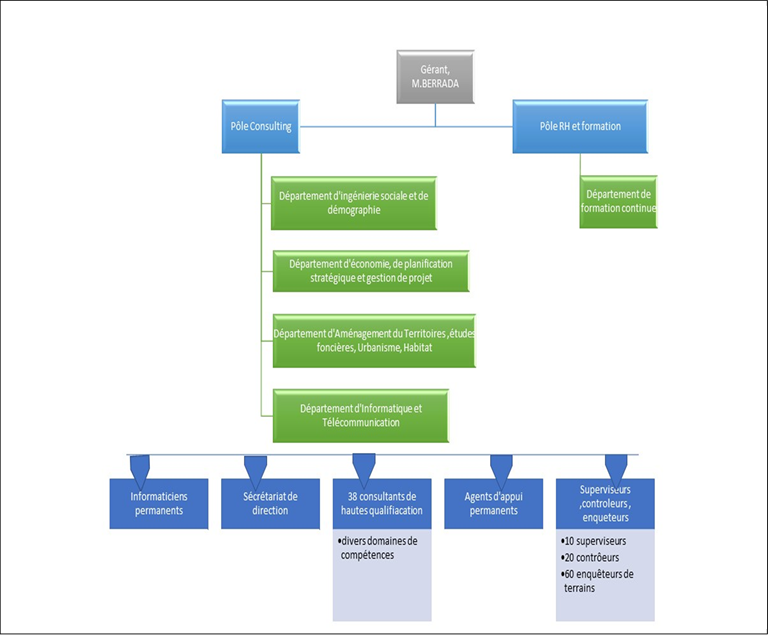 Gérant,
M.BERRADA
Pôle Consulting
Pôle RH et formation
Département d'ingénierie sociale et de
démographie
Département de
formation continue
Département d'économie, de planification
stratégique et gestion de projet
Département d'Aménagement du Territoires ,études
foncières, Urbanisme, Habitat
Département d'Informatique et
Télécommunication
Informaticiens
permanents
Sécrétariat de
direction
38 consultants de
hautes qualifiacation
•divers domaines de
compétences
Agents d'appui
permanents
Superviseurs
,controleurs ,
enqueteurs
•10 superviseurs
•20 contrôeurs
•60 enquêteurs de
terrains